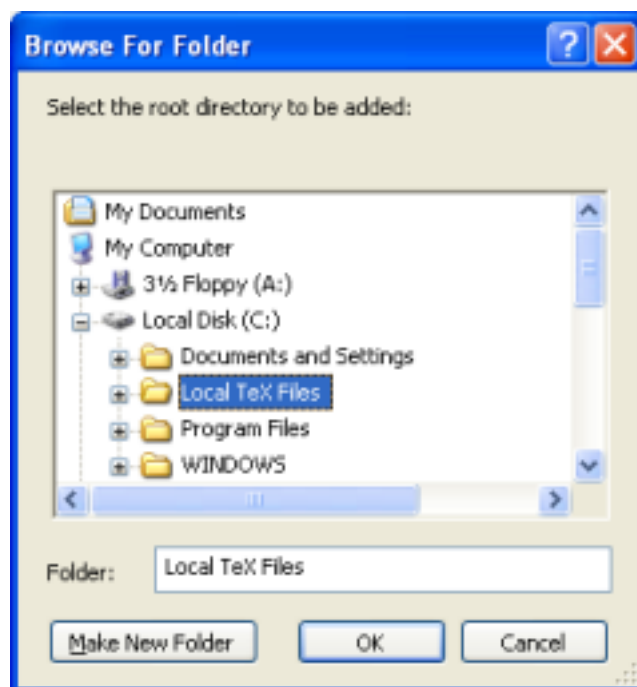 Browse For Folder
Select the root directory to be added:
My Documents
My Computer
3½ Floppy (A:)
Local Disk (C:)
Documents and Settings
Local TeX Files
Program Files
WINDOWS
Folder: Local TeX Files
Make New Folder OK Cancel